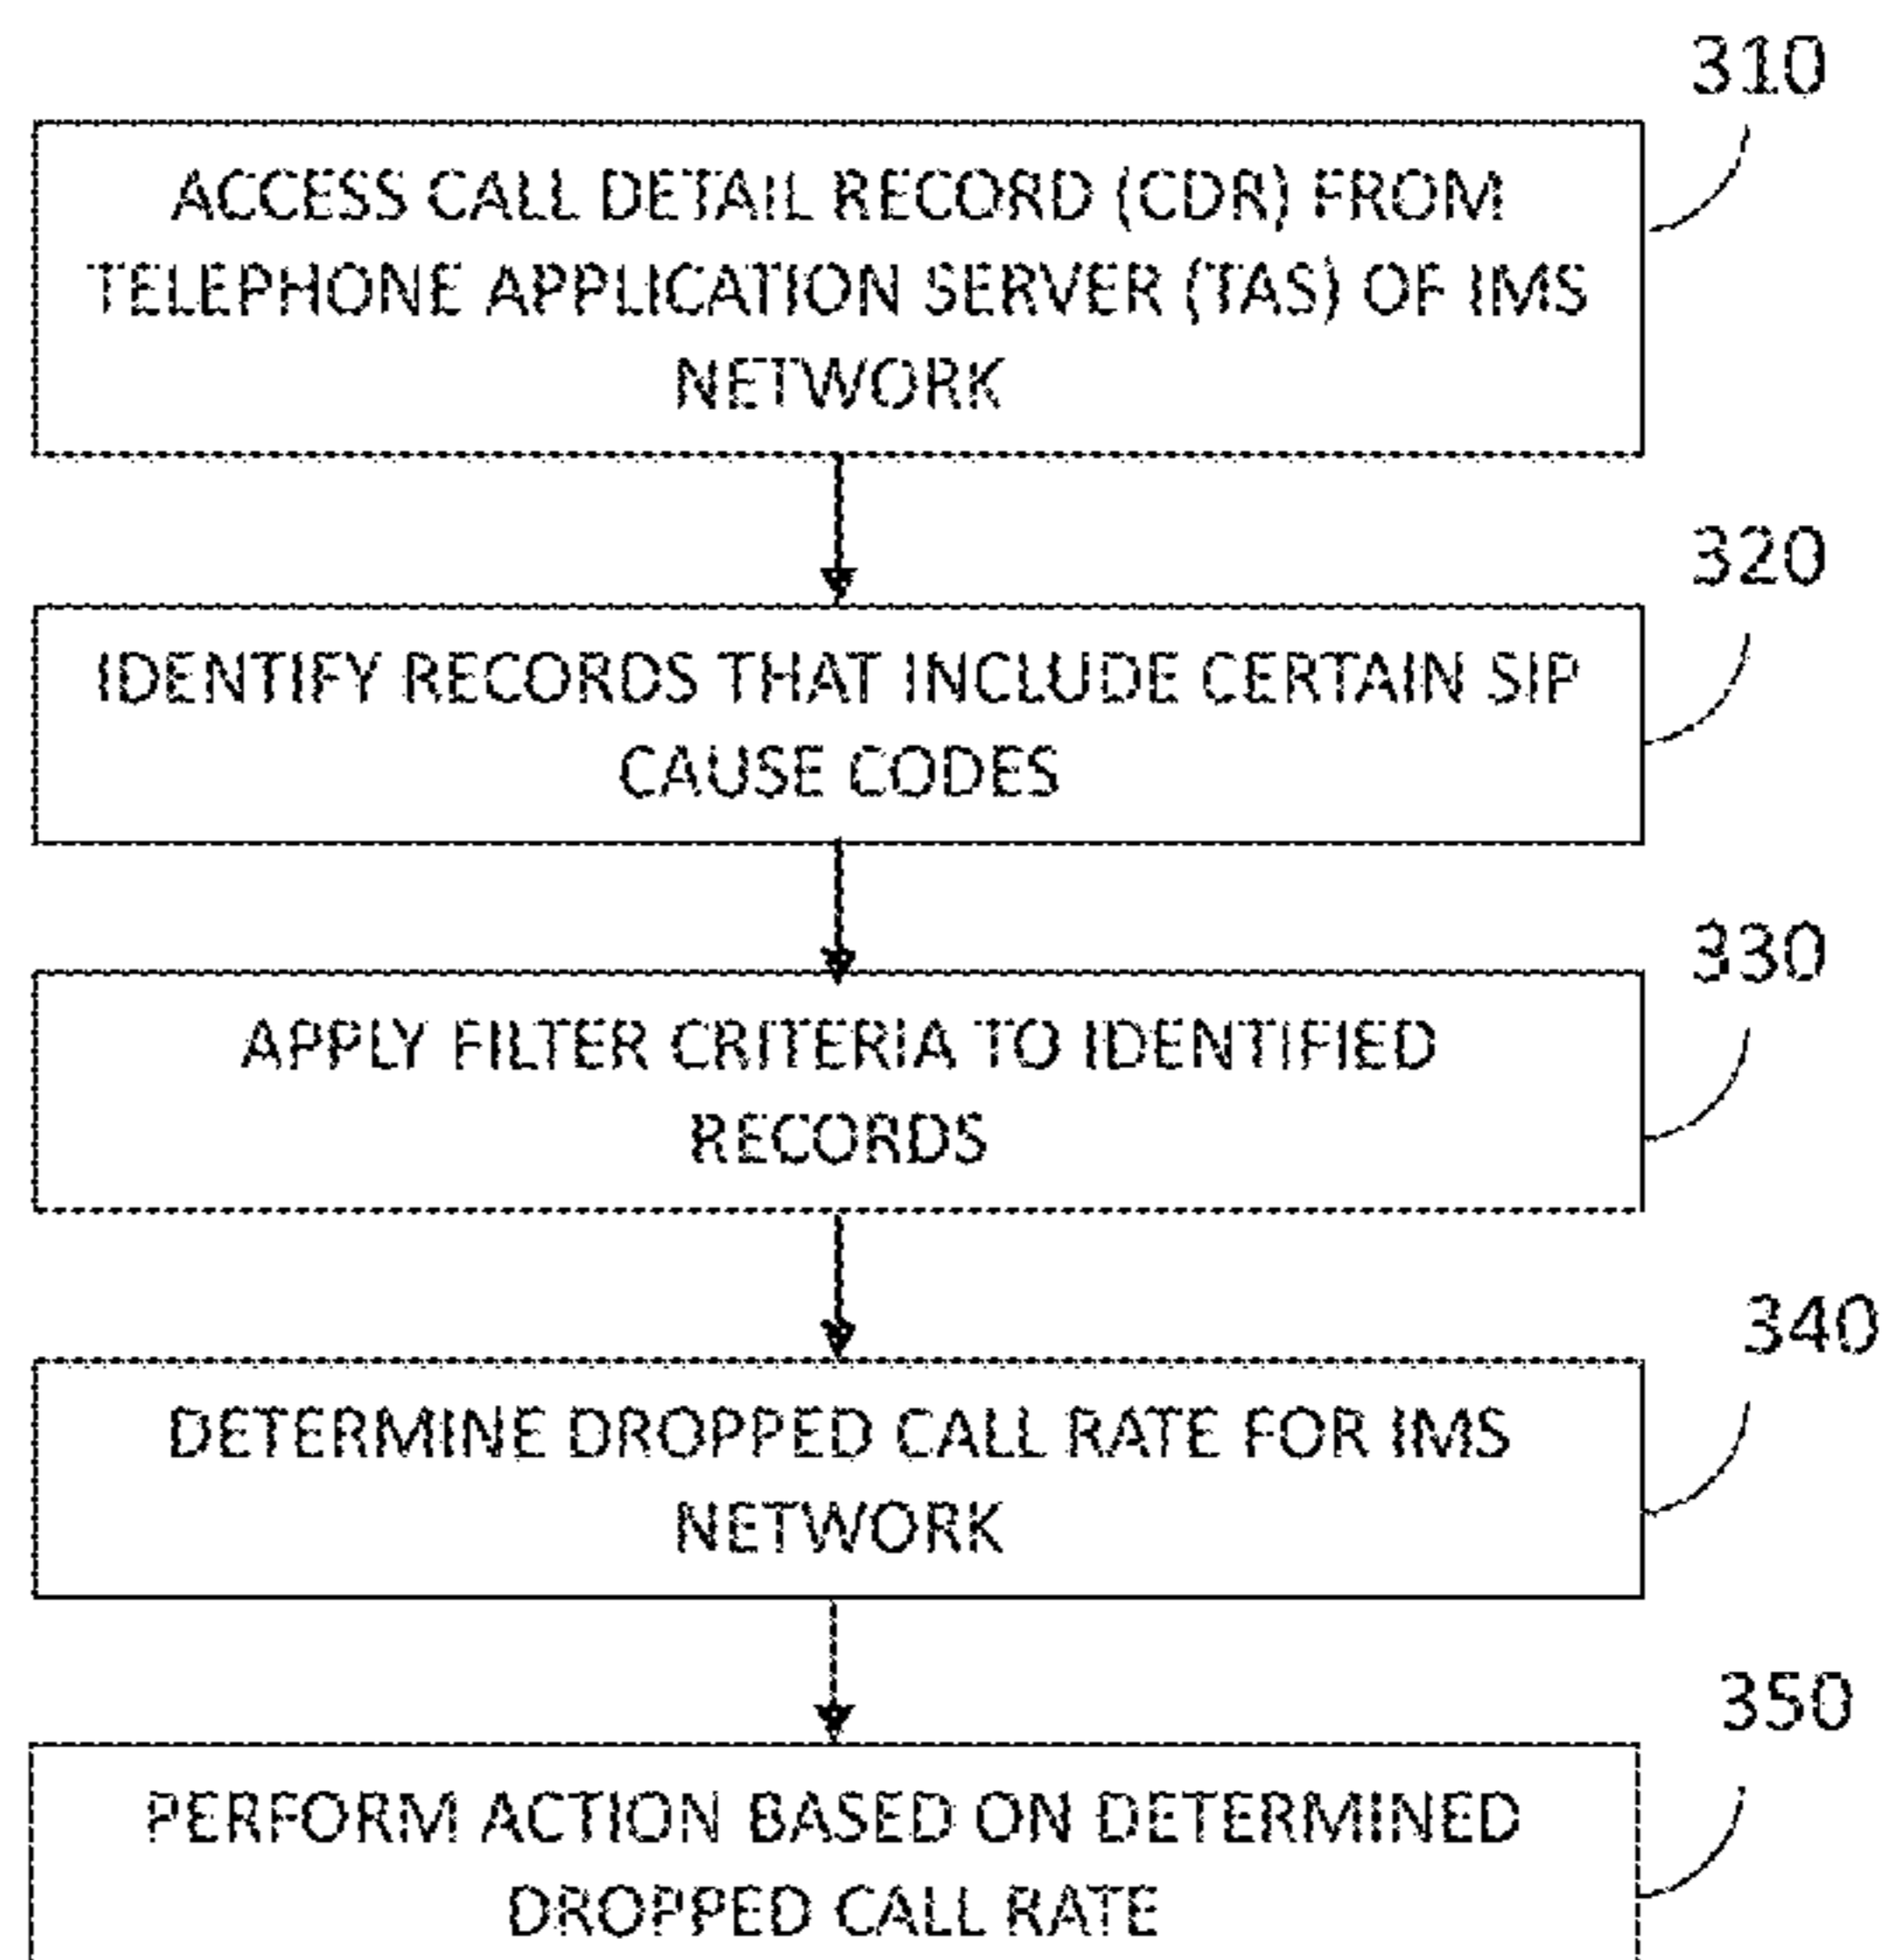 310
ACCESS CALL DETAIL RECORD (CDR) FROM
TELEPHONE APPLICATION SERVER (TAS) OF IMS
NETWORK
320
IDENTIFY RECORDS THAT INCLUDE CERTAIN SIP
CAUSE CODES
330
APPLY FILTER CRITERIA TO IDENTIFIED
RECORDS
340
DETERMINE DROPPED CALL RATE FOR IMS
NETWORK
350
PERFORM ACTION BASED ON DETERMINED
DROPPED CALL RATE